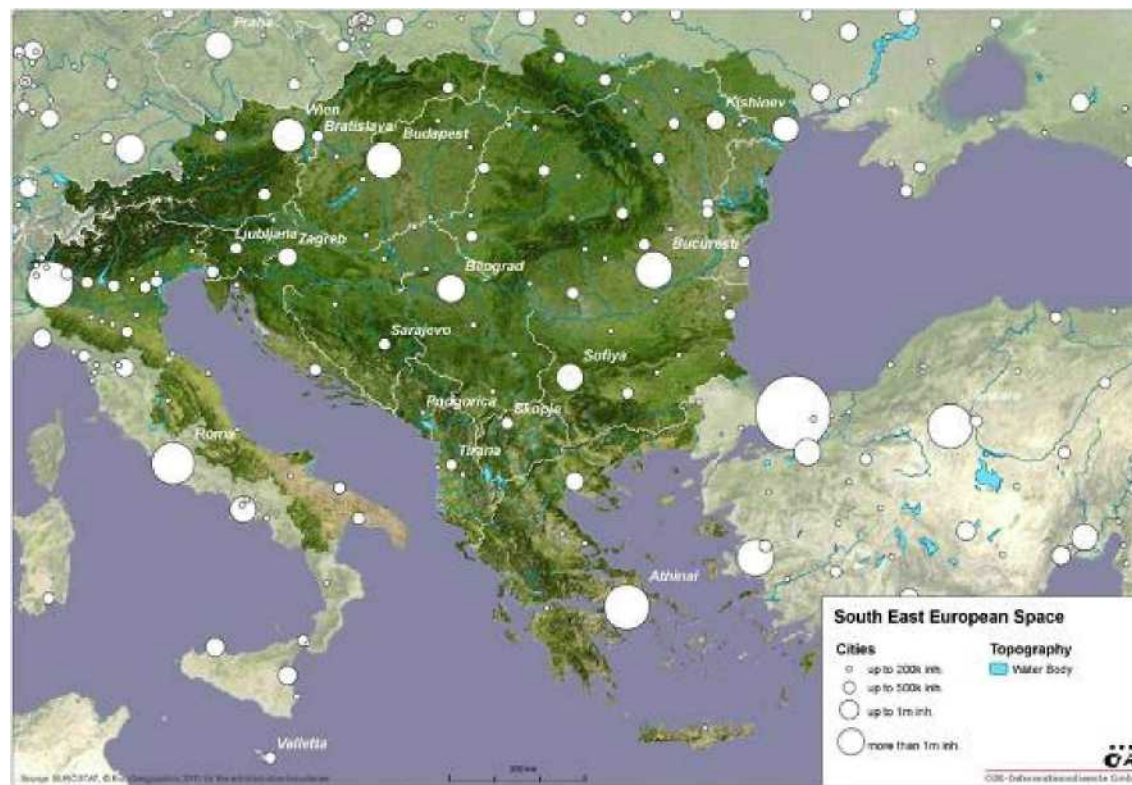 Praha
Wien
Bratislava
Budapest
Kishinev
Ljubljana
Zagreb
Bucuresti
Beograd
Sarajevo
Sofiya
Podgorica
Skopje
Roma
Tirana
Ankara
Athinai
Valletta
South East European Space
Cities
up to 200k inh.
up to 500k inh.
up to 1m inh.
more than 1m inh.
Topography
Water Body